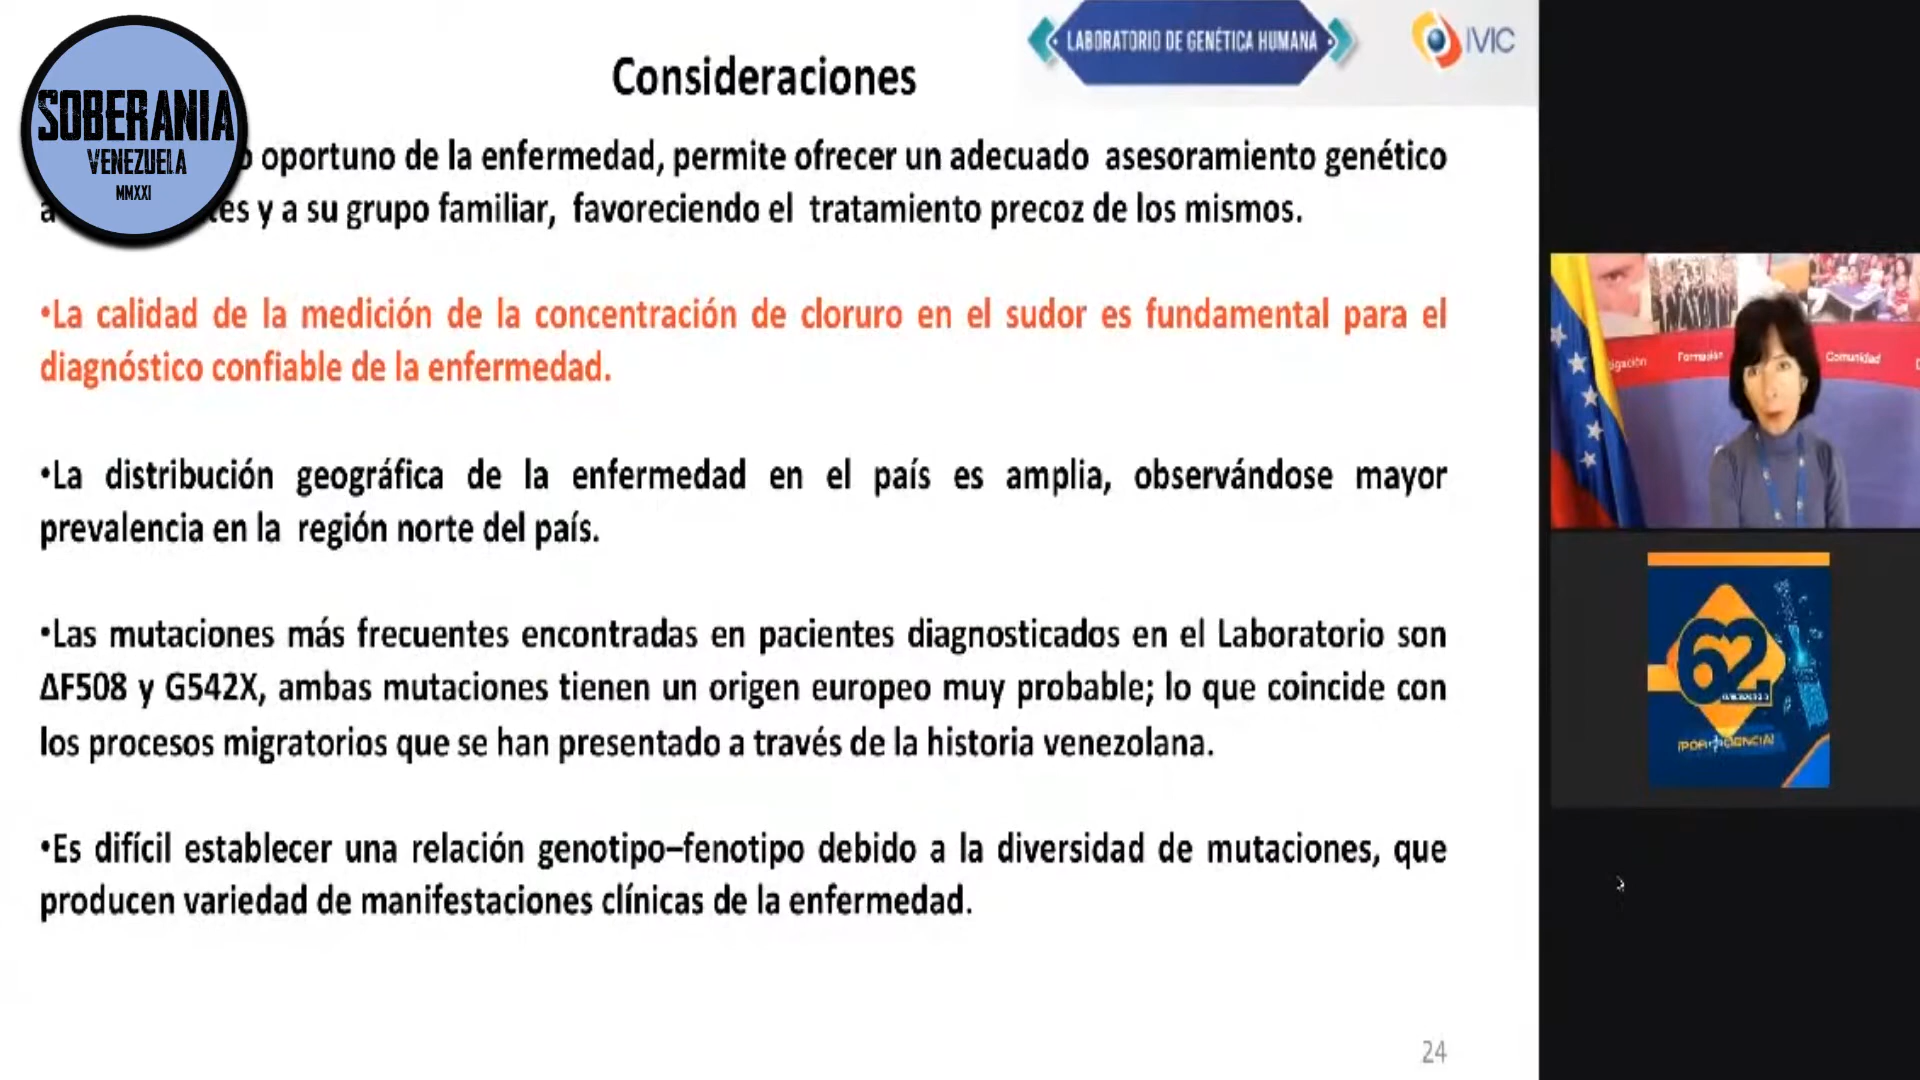 LABORATORIO DE GENÉTICA HUMANA
IVIC
Consideraciones
SOBERANIA
VENEZUELA
MMXXI
oportuno de la enfermedad, permite ofrecer un adecuado asesoramiento genético
y a su grupo familiar, favoreciendo el tratamiento precoz de los mismos.
•La calidad de la medición de la concentración de cloruro en el sudor es fundamental para el
diagnóstico confiable de la enfermedad.
•La distribución geográfica de la enfermedad en el país es amplia, observándose mayor
prevalencia en la región norte del país.
•Las mutaciones más frecuentes encontradas en pacientes diagnosticados en el Laboratorio son
ΔF508 y G542X, ambas mutaciones tienen un origen europeo muy probable; lo que coincide con
los procesos migratorios que se han presentado a través de la historia venezolana.
•Es difícil establecer una relación genotipo–fenotipo debido a la diversidad de mutaciones, que
producen variedad de manifestaciones clínicas de la enfermedad.
24
Formación
Comunidad
62